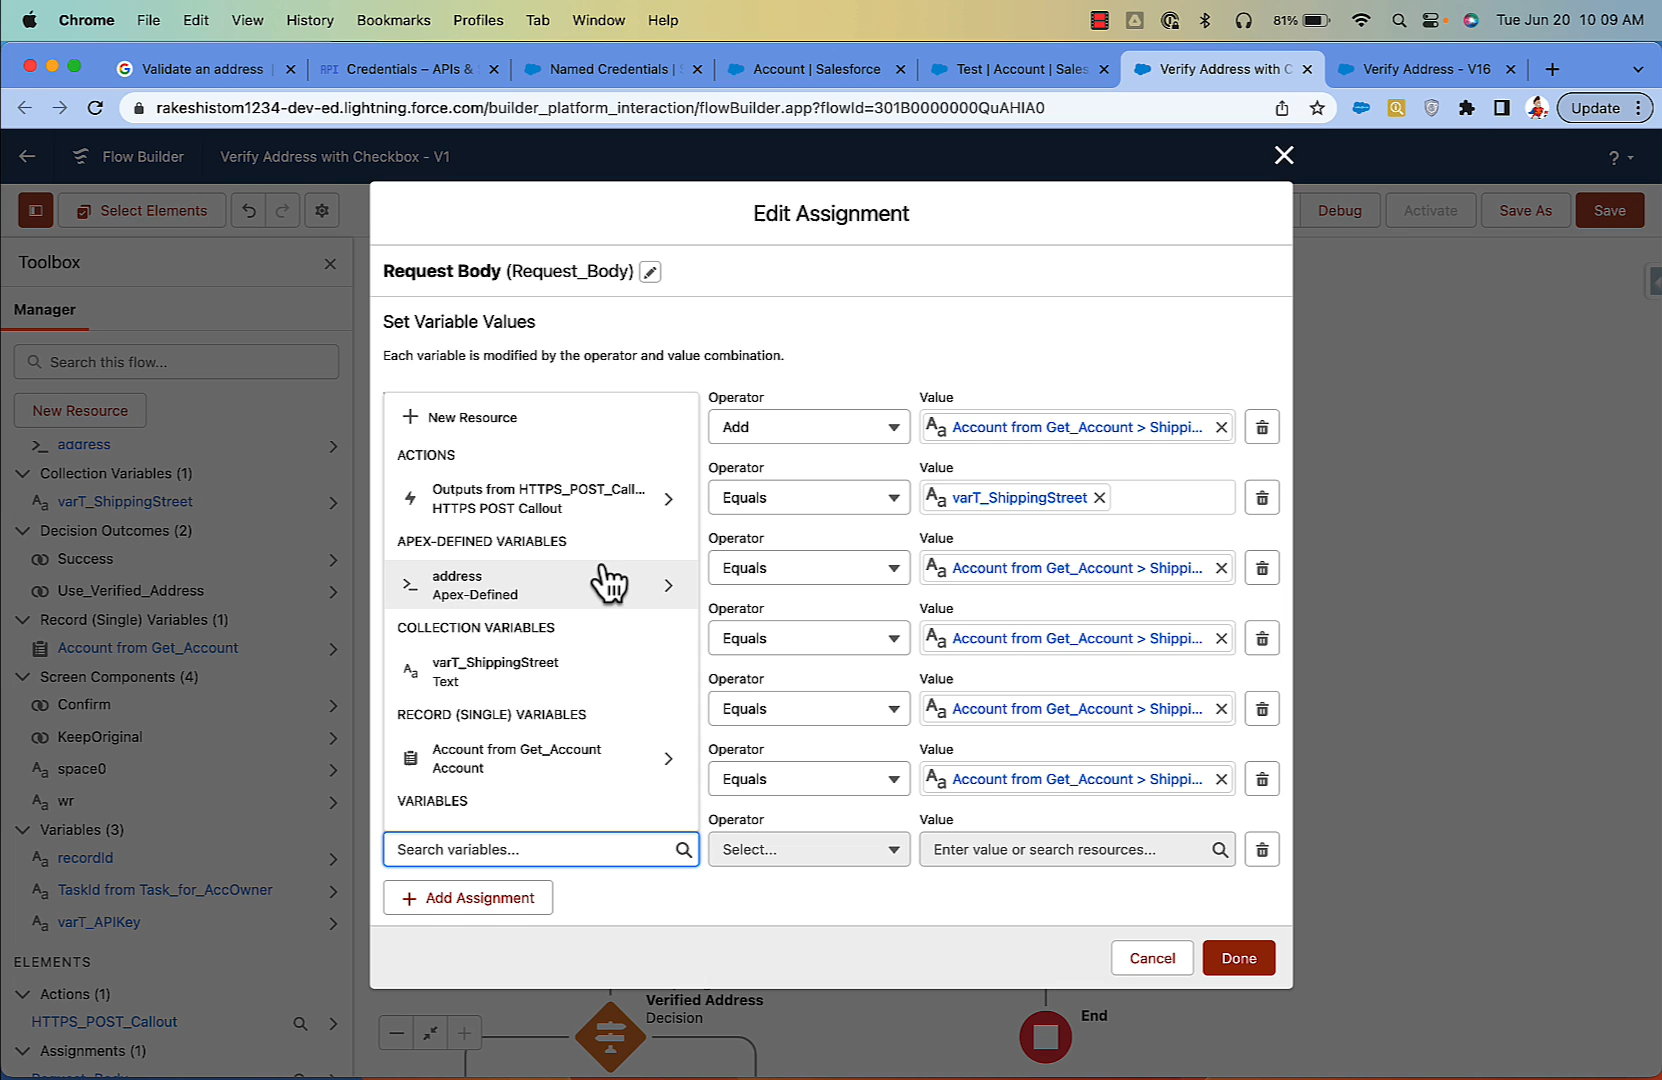 Chrome File Edit View History Bookmarks Profiles Tab Window Help 81% Tue Jun 20 10 09 AM
Validate an address API Credentials – APIs & Named Credentials | Account | Salesforce Test | Account | Sales Verify Address with C Verify Address - V16
rakeshistom1234-dev-ed.lightning.force.com/builder_platform_interaction/flowBuilder.app?flowId=301B0000000QuAHIA0 Update
Flow Builder Verify Address with Checkbox - V1 ?
Select Elements Debug Activate Save As Save
Toolbox
Manager
Search this flow...
New Resource
address
Collection Variables (1)
varT_ShippingStreet
Decision Outcomes (2)
Success
Use_Verified_Address
Record (Single) Variables (1)
Account from Get_Account
Screen Components (4)
Confirm
KeepOriginal
space0
wr
Variables (3)
recordId
TaskId from Task_for_AccOwner
varT_APIKey
ELEMENTS
Actions (1)
HTTPS_POST_Callout
Assignments (1)
Edit Assignment
Request Body (Request_Body)
Set Variable Values
Each variable is modified by the operator and value combination.
New Resource
ACTIONS
Outputs from HTTPS_POST_Call...
HTTPS POST Callout
APEX-DEFINED VARIABLES
address
Apex-Defined
COLLECTION VARIABLES
varT_ShippingStreet
Text
RECORD (SINGLE) VARIABLES
Account from Get_Account
Account
VARIABLES
Search variables...
Operator Value
Add Account from Get_Account > Shippi...
Operator Value
Equals varT_ShippingStreet
Operator Value
Equals Account from Get_Account > Shippi...
Operator Value
Equals Account from Get_Account > Shippi...
Operator Value
Equals Account from Get_Account > Shippi...
Operator Value
Equals Account from Get_Account > Shippi...
Operator Value
Select... Enter value or search resources...
Add Assignment
Cancel Done
Verified Address
Decision
End